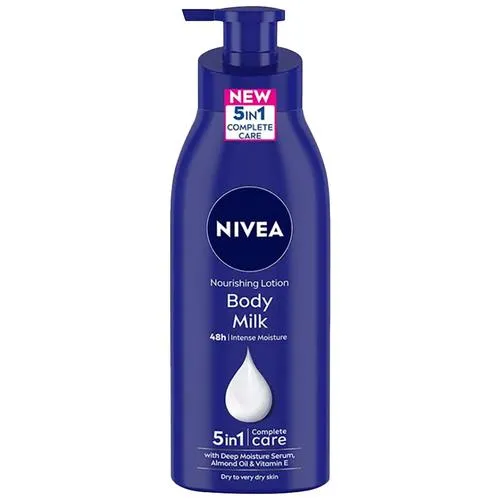 NEW
5IN1
COMPLETE
CARE
NIVEA
Nourishing Lotion
Body
Milk
48h | Intense Moisture
5in1 | Complete care
with Deep Moisture Serum,
Almond Oil & Vitamin E
Dry to very dry skin